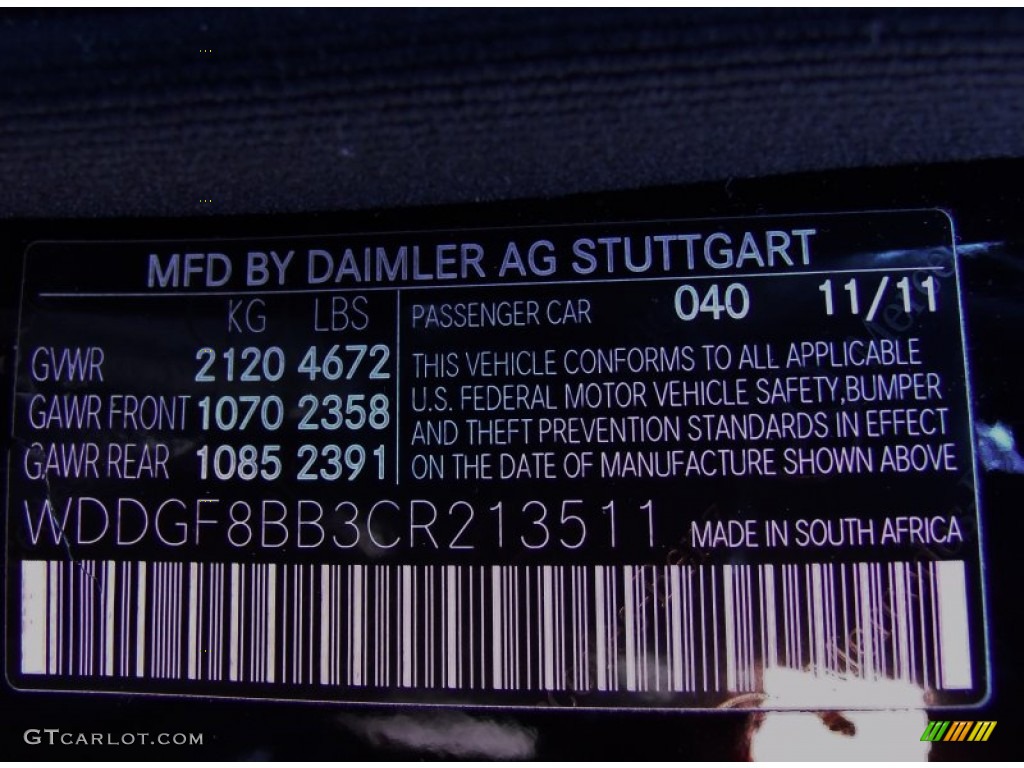 MFD BY DAIMLER AG STUTTGART
KG LBS
GVWR 2120 4672
GAWR FRONT 1070 2358
GAWR REAR 1085 2391
PASSENGER CAR 040 11/11
THIS VEHICLE CONFORMS TO ALL APPLICABLE
U.S. FEDERAL MOTOR VEHICLE SAFETY,BUMPER
AND THEFT PREVENTION STANDARDS IN EFFECT
ON THE DATE OF MANUFACTURE SHOWN ABOVE
WDDGF8BB3CR213511 MADE IN SOUTH AFRICA
GTCARLOT.COM